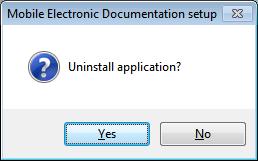 Mobile Electronic Documentation setup
Uninstall application?
Yes
No